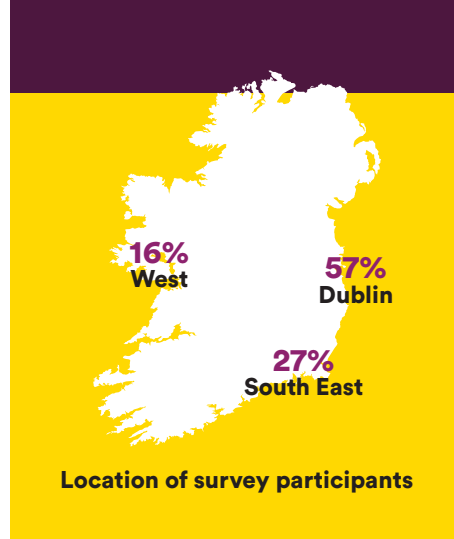 16%
West
57%
Dublin
27%
South East
Location of survey participants